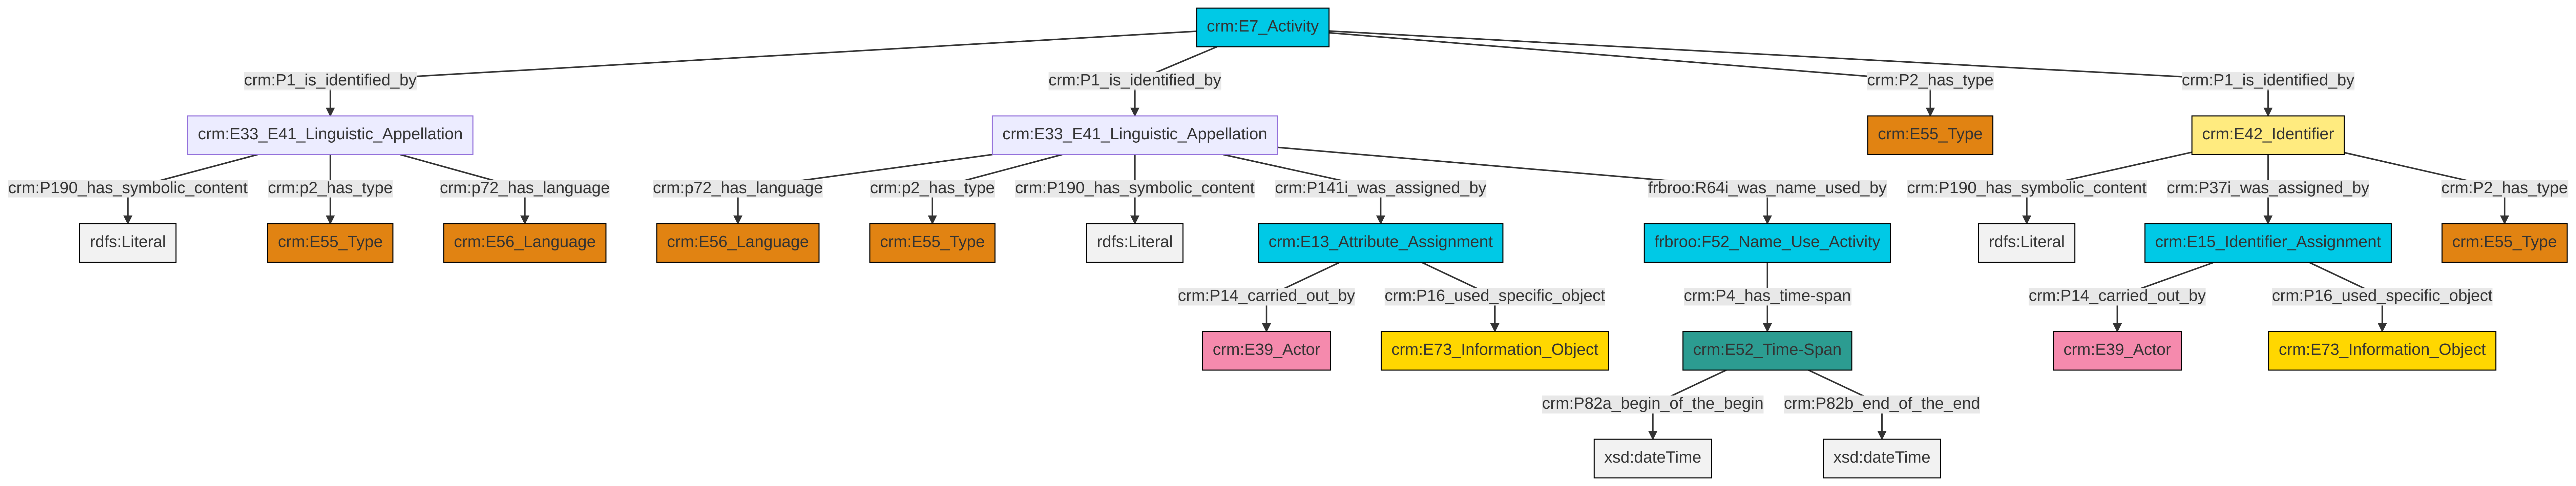 crm:E7_Activity
crm:P1_is_identified_by
crm:P1_is_identified_by
crm:P2_has_type
crm:P1_is_identified_by
crm:E33_E41_Linguistic_Appellation
crm:E33_E41_Linguistic_Appellation
crm:E55_Type
crm:E42_Identifier
crm:P190_has_symbolic_content
crm:p2_has_type
crm:p72_has_language
crm:p72_has_language
crm:p2_has_type
crm:P190_has_symbolic_content
crm:P141i_was_assigned_by
frbroo:R64i_was_name_used_by
crm:P190_has_symbolic_content
crm:P37i_was_assigned_by
crm:P2_has_type
rdfs:Literal
crm:E55_Type
crm:E56_Language
crm:E56_Language
crm:E55_Type
rdfs:Literal
crm:E13_Attribute_Assignment
frbroo:F52_Name_Use_Activity
rdfs:Literal
crm:E15_Identifier_Assignment
crm:E55_Type
crm:P14_carried_out_by
crm:P16_used_specific_object
crm:P4_has_time-span
crm:P14_carried_out_by
crm:P16_used_specific_object
crm:E39_Actor
crm:E73_Information_Object
crm:E52_Time-Span
crm:E39_Actor
crm:E73_Information_Object
crm:P82a_begin_of_the_begin
crm:P82b_end_of_the_end
xsd:dateTime
xsd:dateTime